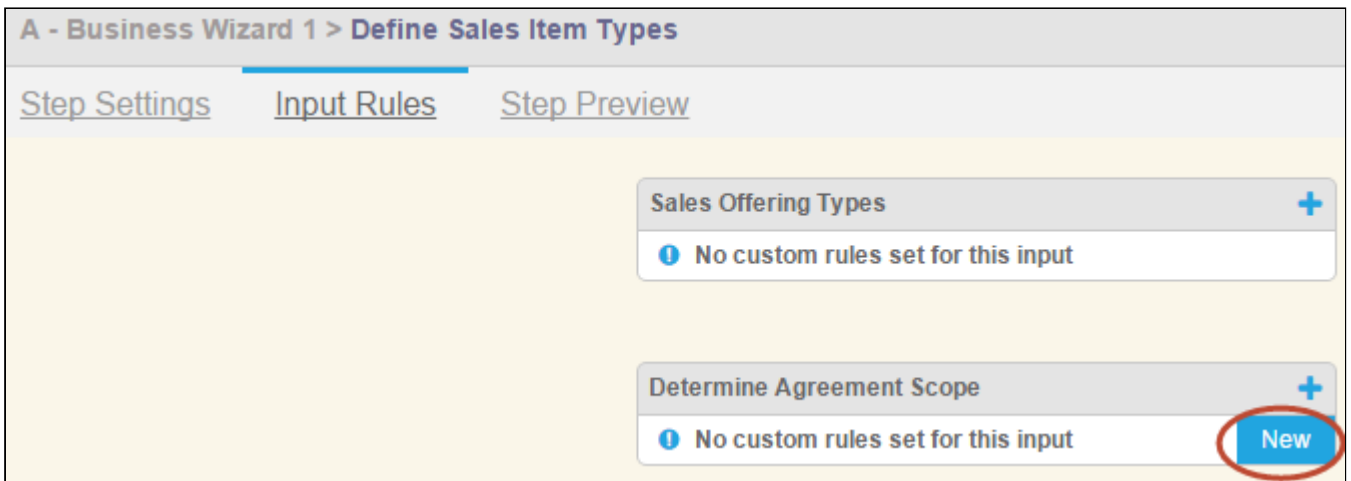 A - Business Wizard 1 > Define Sales Item Types
Step Settings Input Rules Step Preview
Sales Offering Types
No custom rules set for this input
Determine Agreement Scope
No custom rules set for this input New